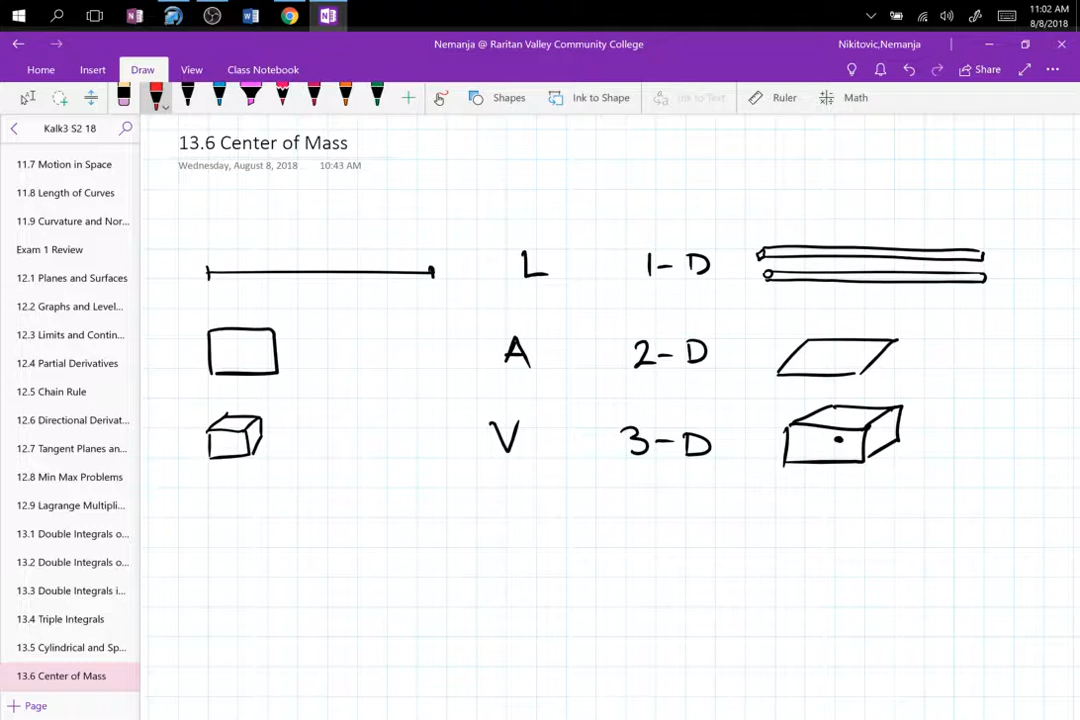 11:02 AM
8/8/2018
Nemanja @ Raritan Valley Community College
Nikitovic,Nemanja
Home Insert Draw View Class Notebook
Share
Shapes Ink to Shape Ink to Text Ruler Math
Kalk3 S2 18
11.7 Motion in Space
11.8 Length of Curves
11.9 Curvature and Nor...
Exam 1 Review
12.1 Planes and Surfaces
12.2 Graphs and Level...
12.3 Limits and Contin...
12.4 Partial Derivatives
12.5 Chain Rule
12.6 Directional Derivat...
12.7 Tangent Planes an...
12.8 Min Max Problems
12.9 Lagrange Multipli...
13.1 Double Integrals o...
13.2 Double Integrals o...
13.3 Double Integrals i...
13.4 Triple Integrals
13.5 Cylindrical and Sp...
13.6 Center of Mass
+ Page
13.6 Center of Mass
Wednesday, August 8, 2018 10:43 AM
L 1-D
A 2-D
V 3-D